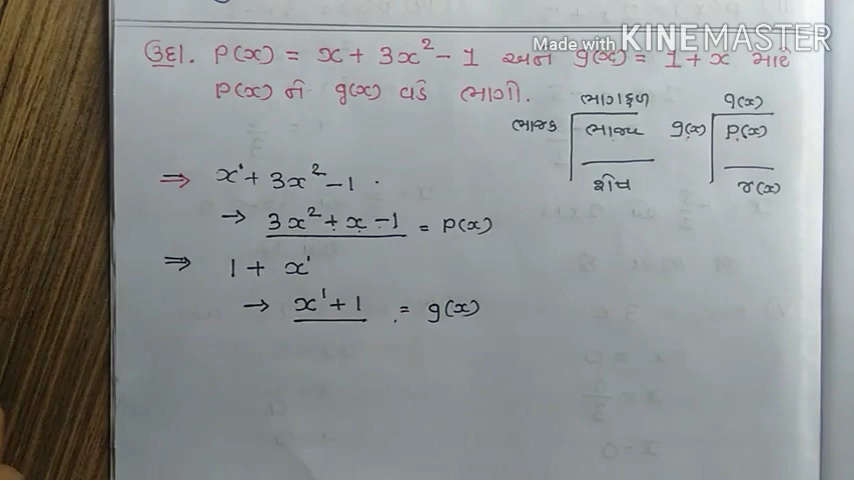 Made with KINEMASTER
ઉદા. P(x) = x + 3x² - 1 અને g(x) = 1 + x માટે
P(x) ને g(x) વડે ભાગો.
ભાગફળ q(x)
ભાજક ભાજ્ય g(x) P(x)
શેષ r(x)
⇒ x¹ + 3x² - 1 .
→ 3x² + x - 1 = P(x)
⇒ 1 + x¹
→ x¹ + 1 = g(x)